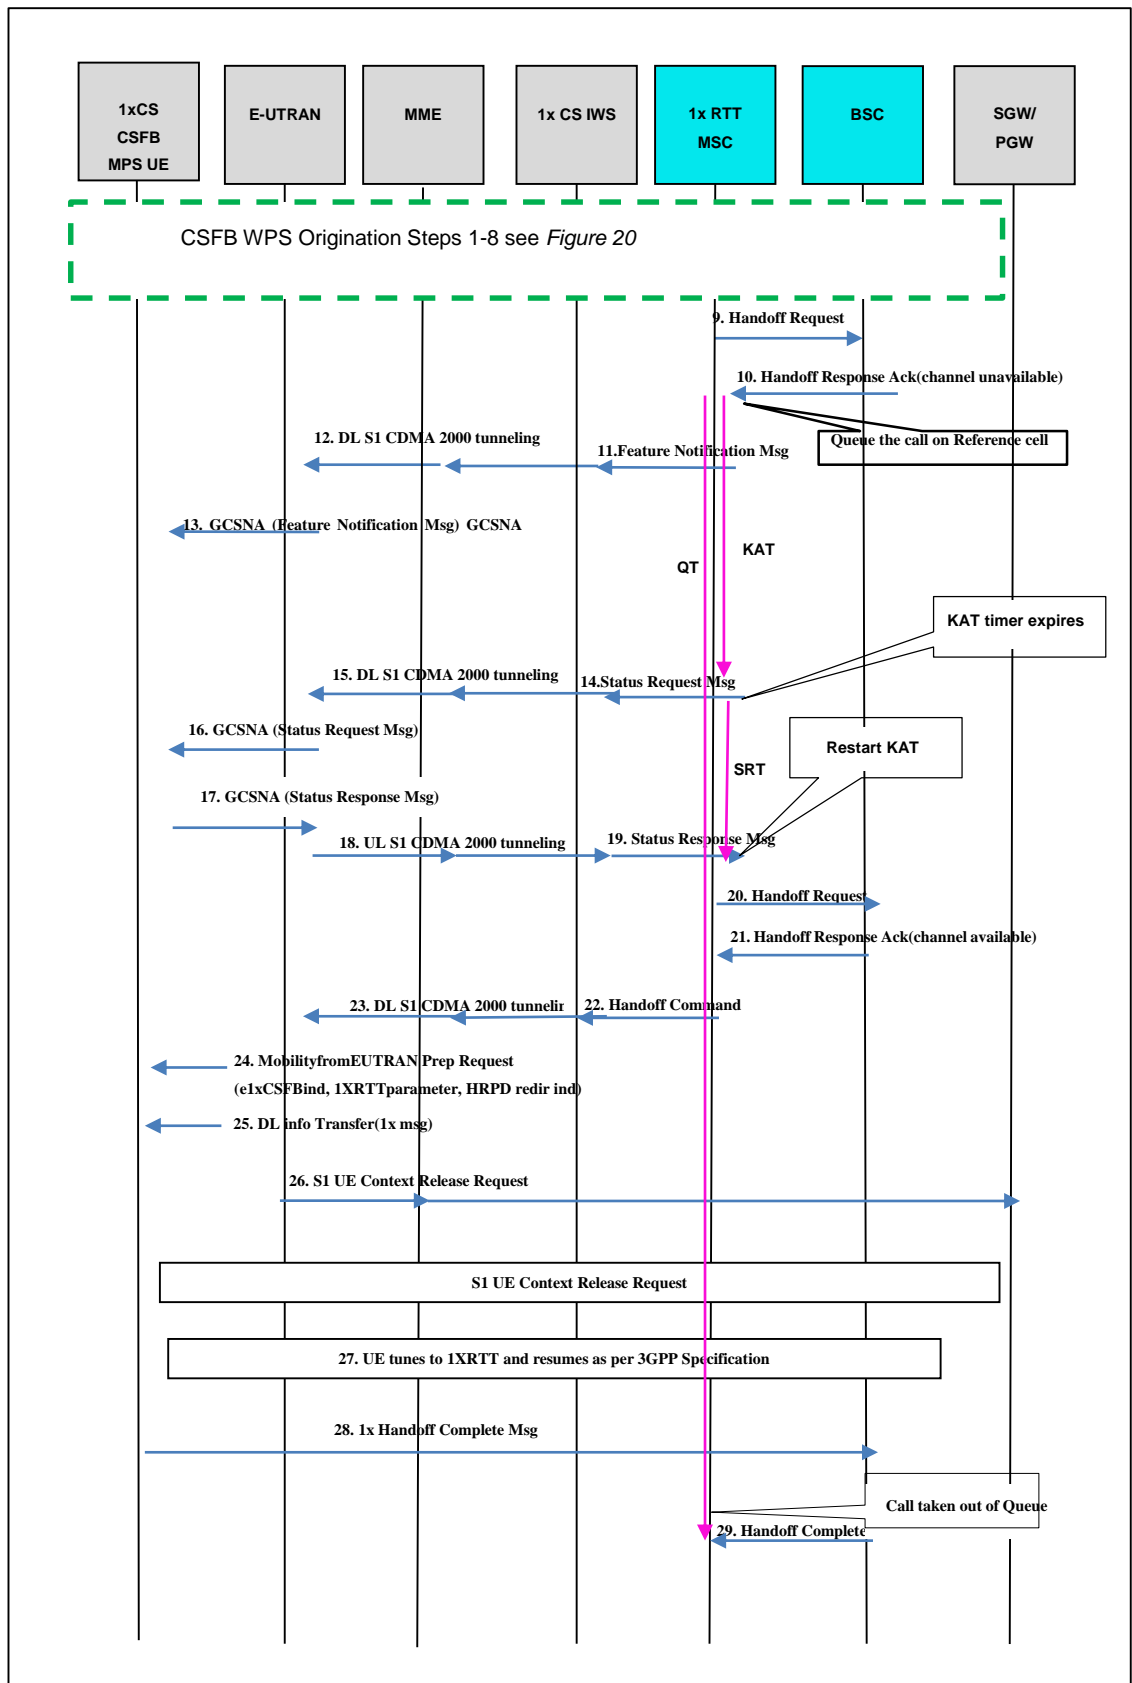 1xCS
CSFB
MPS UE
E-UTRAN
MME
1x CS IWS
1x RTT
MSC
BSC
SGW/
PGW
CSFB WPS Origination Steps 1-8 see Figure 20
9. Handoff Request
10. Handoff Response Ack(channel unavailable)
Queue the call on Reference cell
12. DL S1 CDMA 2000 tunneling
11.Feature Notification Msg
13. GCSNA (Feature Notification Msg) GCSNA
QT
KAT
KAT timer expires
15. DL S1 CDMA 2000 tunneling
14.Status Request Msg
16. GCSNA (Status Request Msg)
Restart KAT
SRT
17. GCSNA (Status Response Msg)
18. UL S1 CDMA 2000 tunneling
19. Status Response Msg
20. Handoff Request
21. Handoff Response Ack(channel available)
23. DL S1 CDMA 2000 tunnelin
22. Handoff Command
24. MobilityfromEUTRAN Prep Request
(e1xCSFBind, 1XRTTparameter, HRPD redir ind)
25. DL info Transfer(1x msg)
26. S1 UE Context Release Request
S1 UE Context Release Request
27. UE tunes to 1XRTT and resumes as per 3GPP Specification
28. 1x Handoff Complete Msg
Call taken out of Queue
29. Handoff Complete